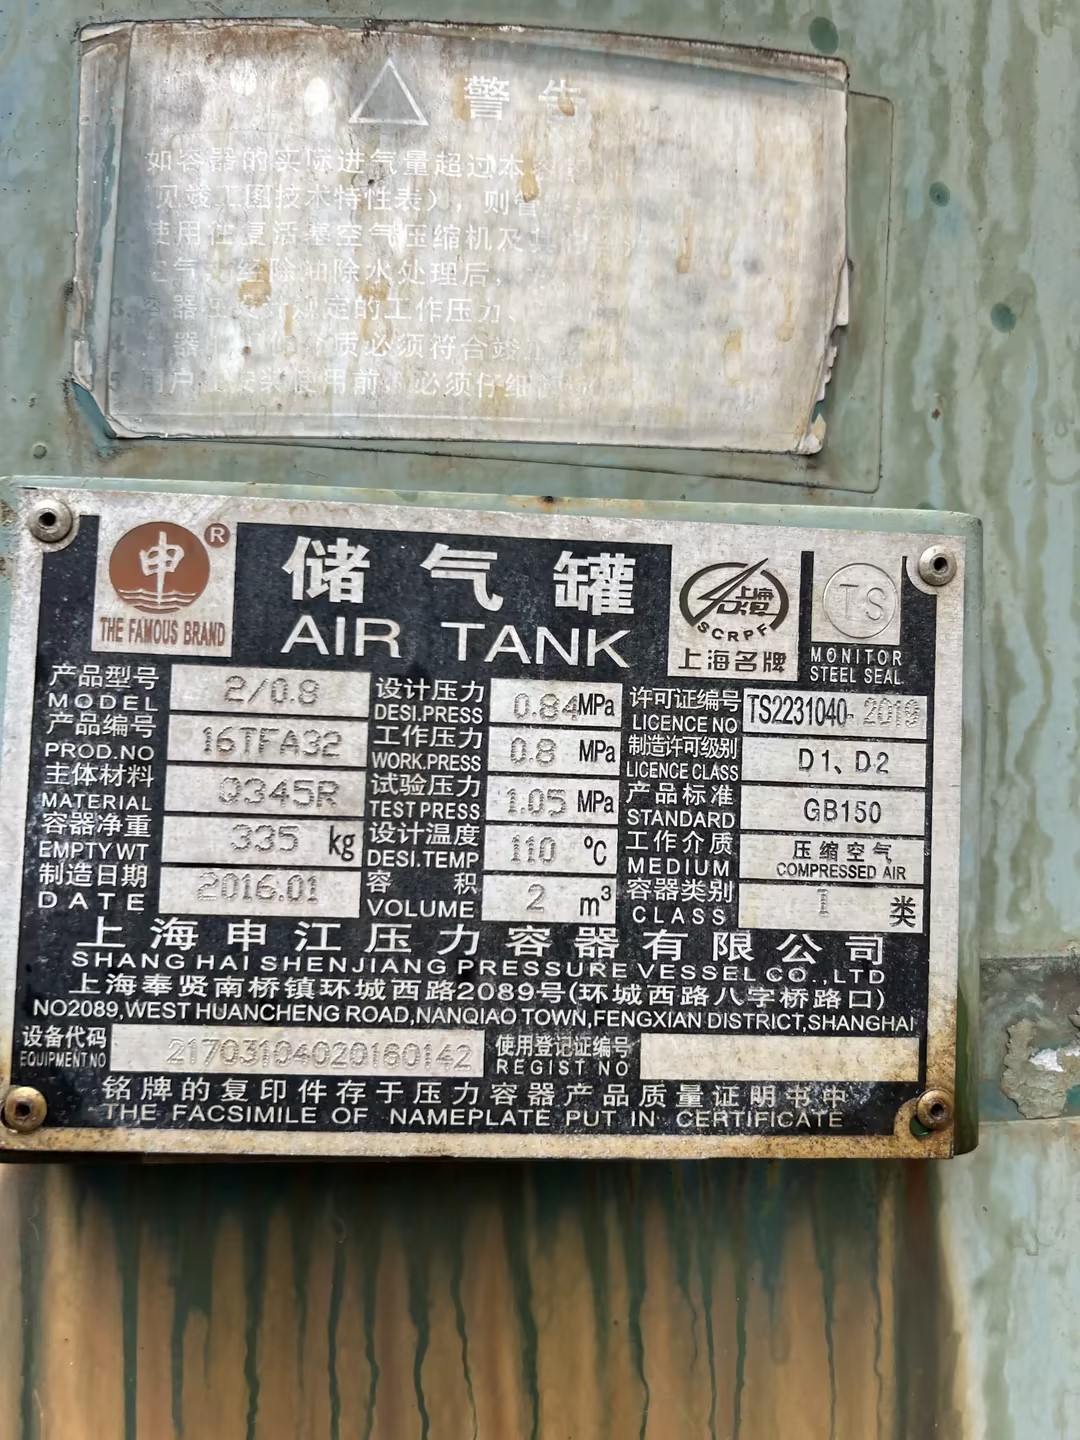 警告
如容器的实际进气量超过本
见竣工图技术特性表），则
使用在复活塞空气压缩机及
气 经除油除水处理后，
3. 容器 定的工作压力、
4. 器 质必须符合竣
5. 用户 使用前 必须仔细
申 ®
THE FAMOUS BRAND
储气罐
AIR TANK
上海
SCRPF
上海名牌
TS
MONITOR
STEEL SEAL
产品型号 MODEL 2/0.8 设计压力 DESI.PRESS 0.84 MPa 许可证编号 LICENCE NO TS2231040-2019
产品编号 PROD.NO 16TFA32 工作压力 WORK.PRESS 0.8 MPa 制造许可级别 LICENCE CLASS D1、D2
主体材料 MATERIAL Q345R 试验压力 TEST PRESS 1.05 MPa 产品标准 STANDARD GB150
容器净重 EMPTY WT 335 kg 设计温度 DESI.TEMP 110 ℃ 工作介质 MEDIUM 压缩空气 COMPRESSED AIR
制造日期 DATE 2016.01 容积 VOLUME 2 m³ 容器类别 CLASS 1 类
上海申江压力容器有限公司
SHANG HAI SHENJIANG PRESSURE VESSEL CO.,LTD
上海奉贤南桥镇环城西路2089号(环城西路八字桥路口)
NO2089,WEST HUANCHENG ROAD,NANQIAO TOWN,FENGXIAN DISTRICT,SHANGHAI
设备代码 EQUIPMENT NO 21703104020160142 使用登记证编号 REGIST NO
铭牌的复印件存于压力容器产品质量证明书中
THE FACSIMILE OF NAMEPLATE PUT IN CERTIFICATE